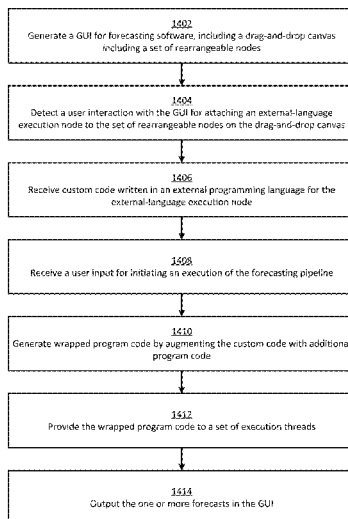 1402
Generate a GUI for forecasting software, including a drag-and-drop canvas
including a set of rearrangeable nodes
1404
Detect a user interaction with the GUI for attaching an external-language
execution node to the set of rearrangeable nodes on the drag-and-drop canvas
1406
Receive custom code written in an external programming language for the
external-language execution node
1408
Receive a user input for initiating an execution of the forecasting pipeline
1410
Generate wrapped program code by augmenting the custom code with additiona
program code
1412
Provide the wrapped program code to a set of execution threads
1414
Output the one or more forecasts in the GUI